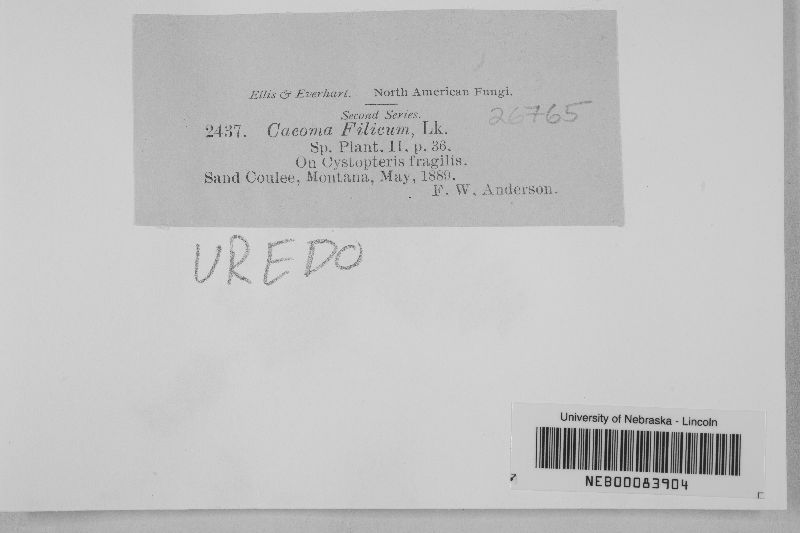 Ellis & Everhart. North American Fungi.
Second Series. 26765
2437. Caeoma Filicum, Lk.
Sp. Plant. II, p. 36.
On Cystopteris fragilis.
Sand Coulee, Montana, May, 1889.
F. W. Anderson.
UREDO
University of Nebraska - Lincoln
NEB00083904